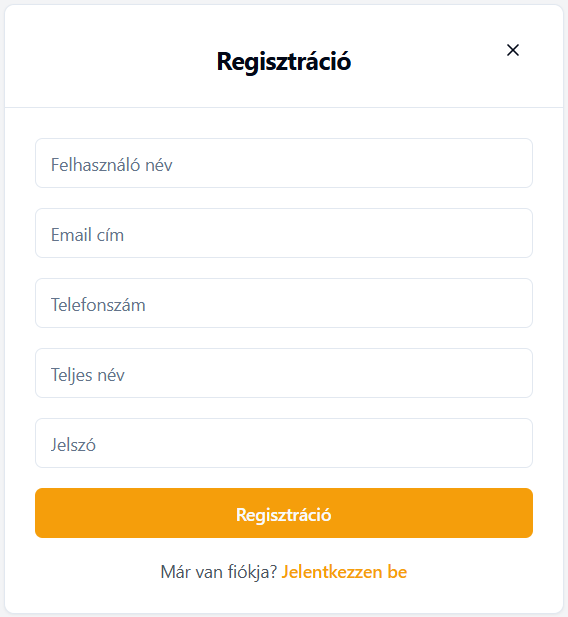 Regisztráció
Felhasználó név
Email cím
Telefonszám
Teljes név
Jelszó
Regisztráció
Már van fiókja? Jelentkezzen be